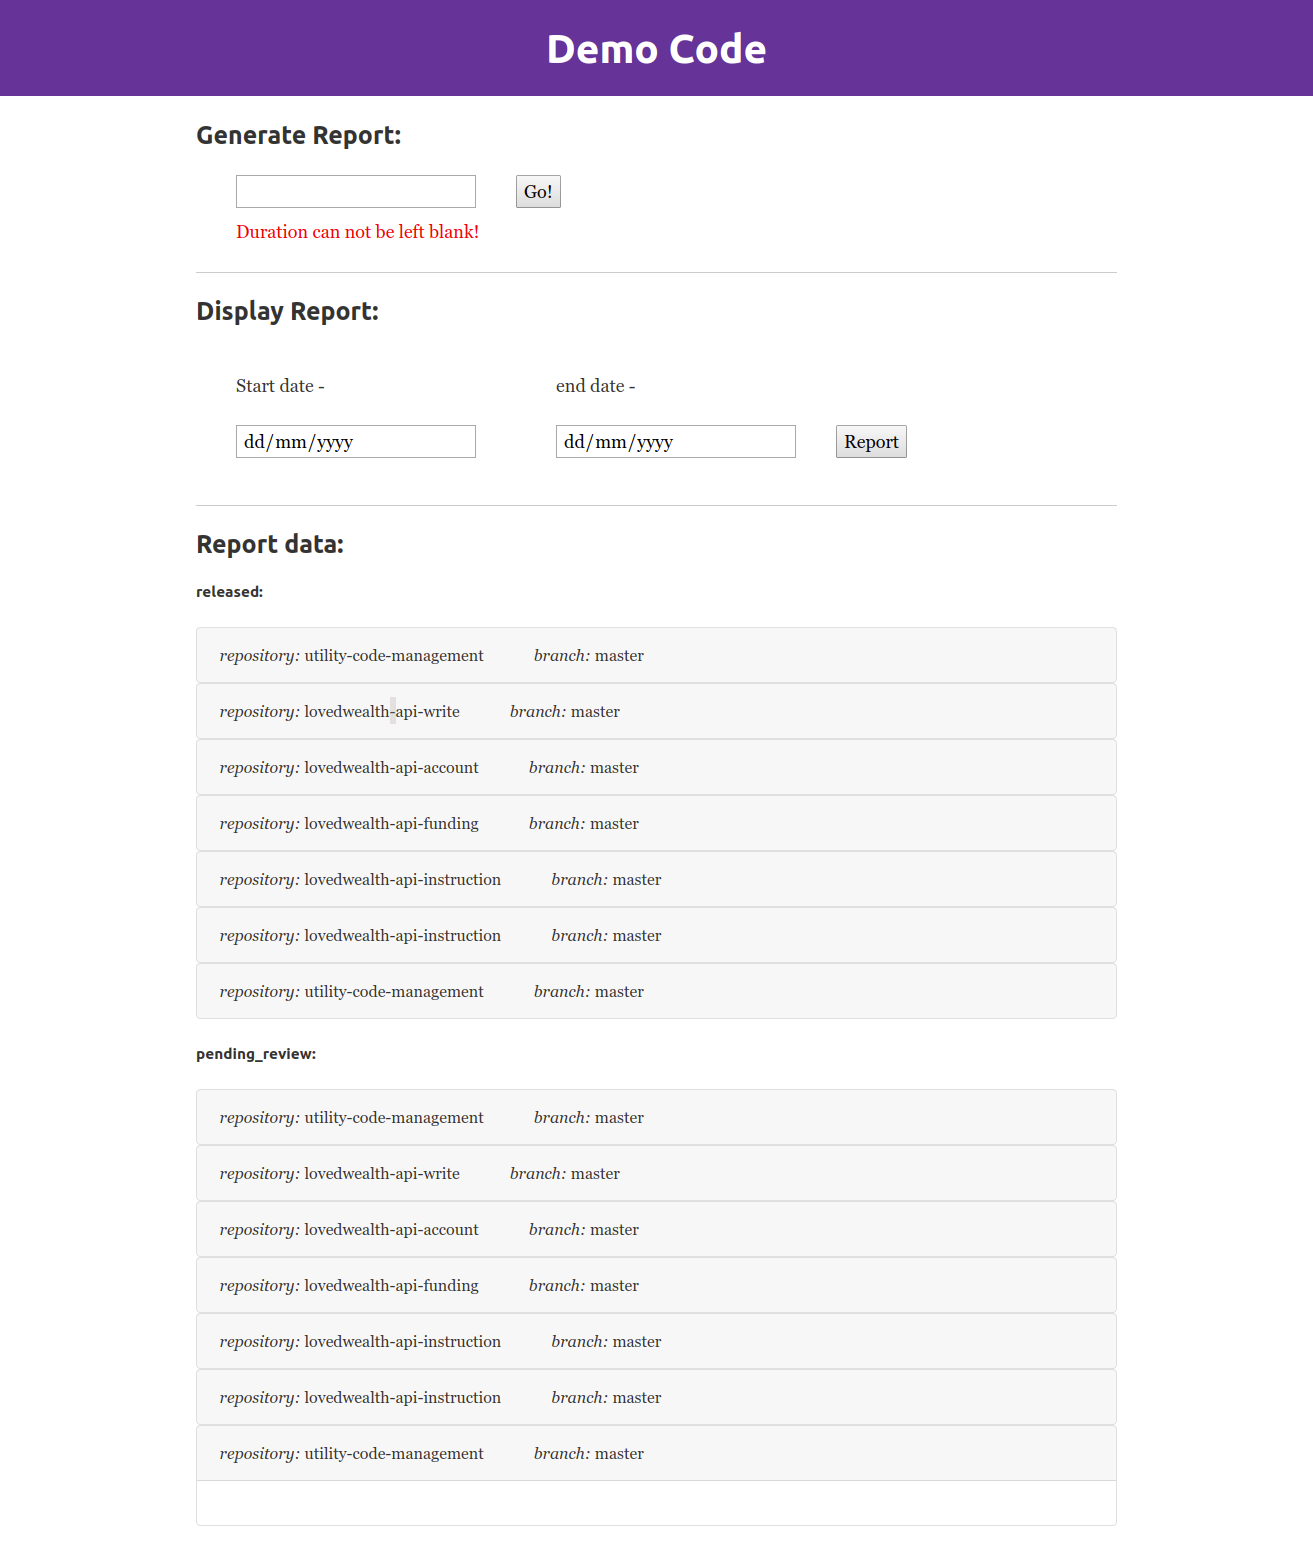 Demo Code
Generate Report:
Go!
Duration can not be left blank!
Display Report:
Start date - end date -
dd/mm/yyyy dd/mm/yyyy Report
Report data:
released:
repository: utility-code-management branch: master
repository: lovedwealth-api-write branch: master
repository: lovedwealth-api-account branch: master
repository: lovedwealth-api-funding branch: master
repository: lovedwealth-api-instruction branch: master
repository: lovedwealth-api-instruction branch: master
repository: utility-code-management branch: master
pending_review:
repository: utility-code-management branch: master
repository: lovedwealth-api-write branch: master
repository: lovedwealth-api-account branch: master
repository: lovedwealth-api-funding branch: master
repository: lovedwealth-api-instruction branch: master
repository: lovedwealth-api-instruction branch: master
repository: utility-code-management branch: master